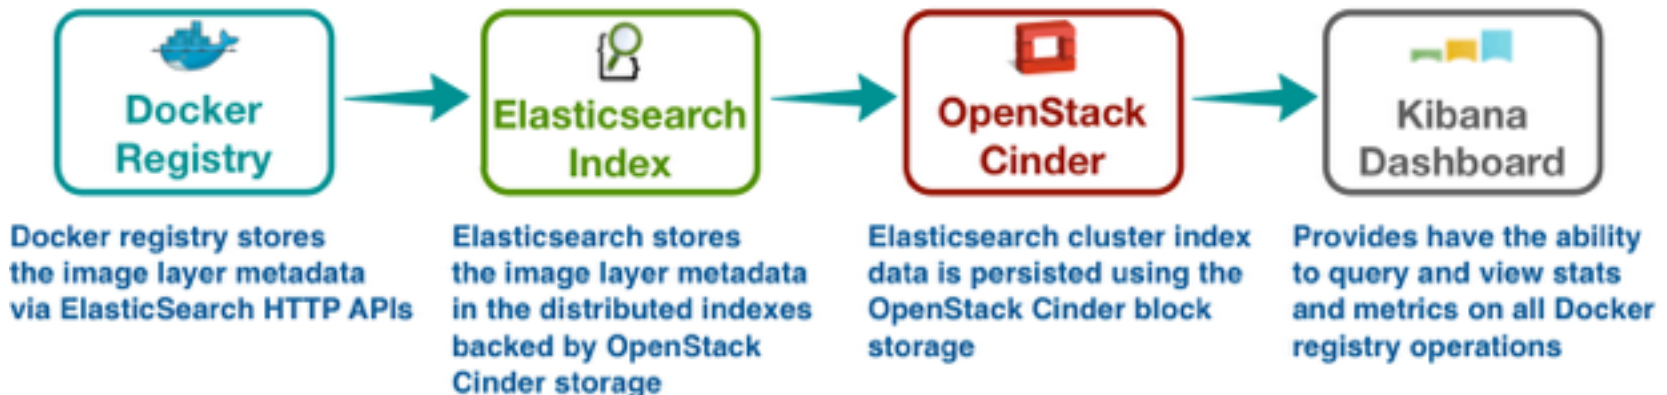 Docker
Registry
Elasticsearch
Index
OpenStack
Cinder
Kibana
Dashboard
Docker registry stores
the image layer metadata
via ElasticSearch HTTP APIs
Elasticsearch stores
the image layer metadata
in the distributed indexes
backed by OpenStack
Cinder storage
Elasticsearch cluster index
data is persisted using the
OpenStack Cinder block
storage
Provides have the ability
to query and view stats
and metrics on all Docker
registry operations